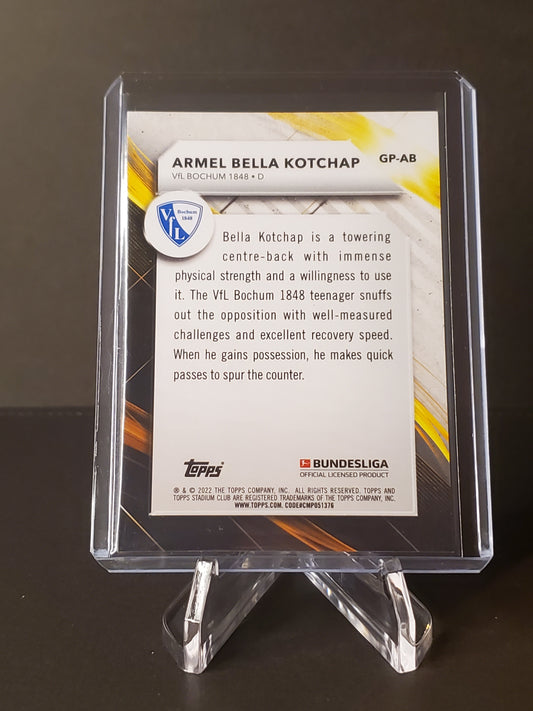 ARMEL BELLA KOTCHAP GP-AB
VfL BOCHUM 1848 • D
Bochum
1848
VfL
Bella Kotchap is a towering
centre-back with immense
physical strength and a willingness to use
it. The VfL Bochum 1848 teenager snuffs
out the opposition with well-measured
challenges and excellent recovery speed.
When he gains possession, he makes quick
passes to spur the counter.
topps
BUNDESLIGA
OFFICIAL LICENSED PRODUCT
® & © 2022 THE TOPPS COMPANY, INC. ALL RIGHTS RESERVED. TOPPS AND
TOPPS STADIUM CLUB ARE REGISTERED TRADEMARKS OF THE TOPPS COMPANY, INC.
WWW.TOPPS.COM. CODE#CMP051376